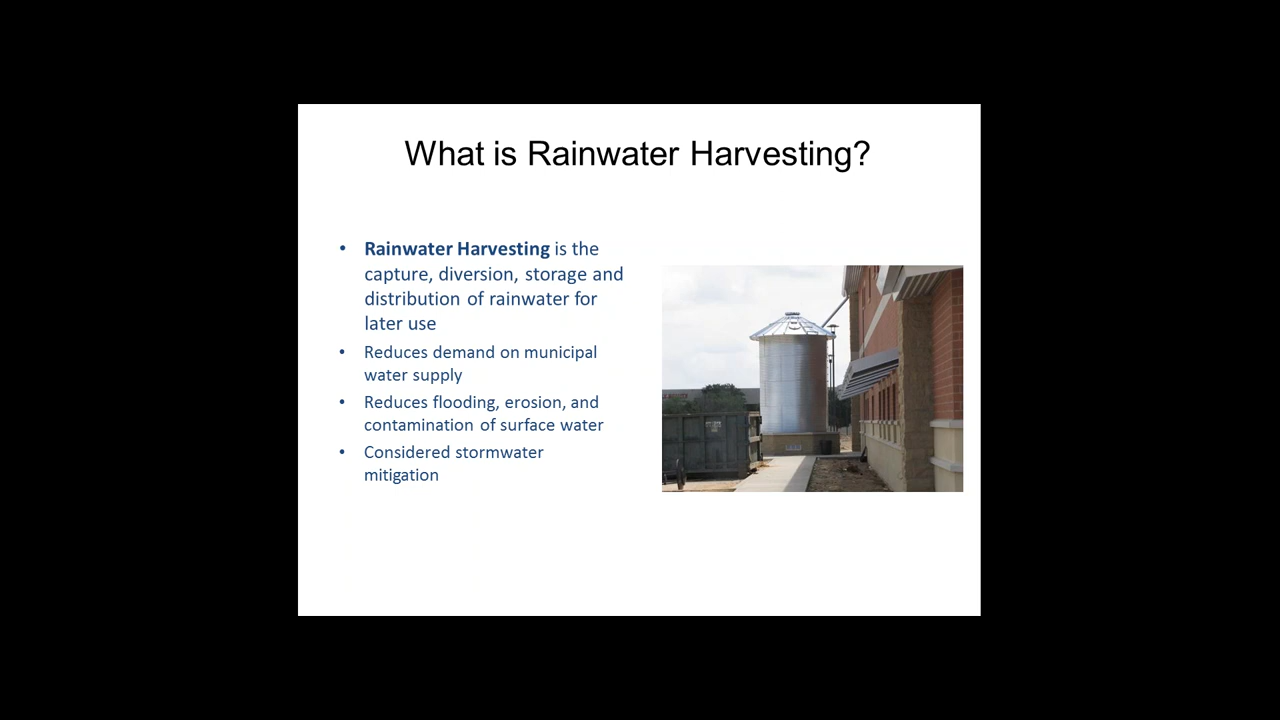 What is Rainwater Harvesting?
• Rainwater Harvesting is the
capture, diversion, storage and
distribution of rainwater for
later use
• Reduces demand on municipal
water supply
• Reduces flooding, erosion, and
contamination of surface water
• Considered stormwater
mitigation